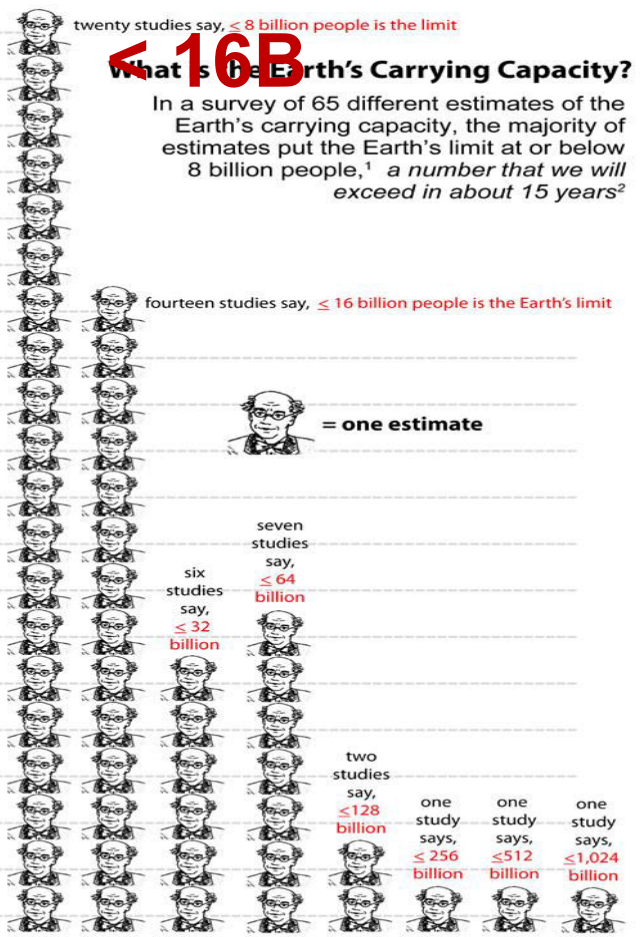 twenty studies say, ≤ 8 billion people is the limit
< 16B
What is the Earth's Carrying Capacity?
In a survey of 65 different estimates of the
Earth's carrying capacity, the majority of
estimates put the Earth's limit at or below
8 billion people,¹ a number that we will
exceed in about 15 years²
fourteen studies say, ≤ 16 billion people is the Earth's limit
= one estimate
seven
studies
say,
≤ 64
billion
six
studies
say,
≤ 32
billion
two
studies
say,
≤128
billion
one
study
says,
≤ 256
billion
one
study
says,
≤512
billion
one
study
says,
≤1,024
billion